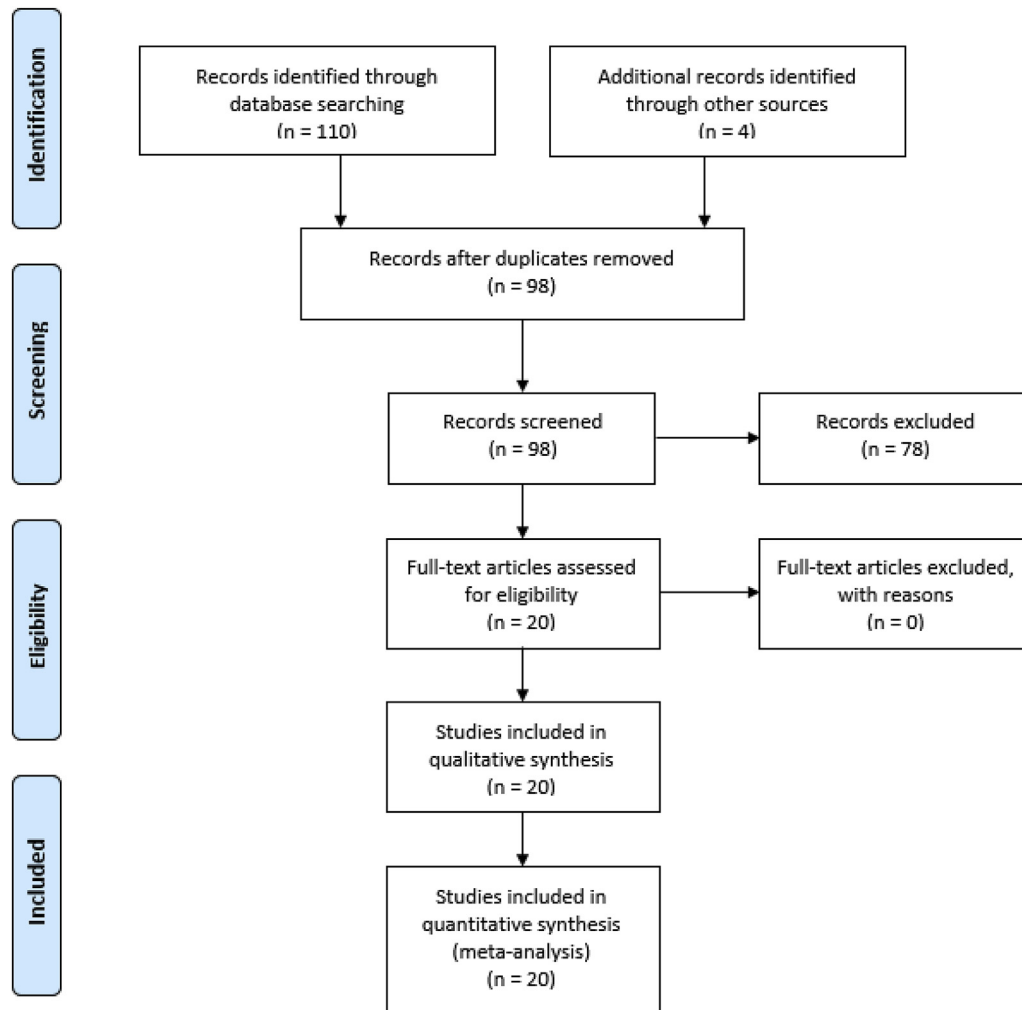 Identification
Records identified through
database searching
(n = 110)
Additional records identified
through other sources
(n = 4)
Records after duplicates removed
(n = 98)
Screening
Records screened
(n = 98)
Records excluded
(n = 78)
Eligibility
Full-text articles assessed
for eligibility
(n = 20)
Full-text articles excluded,
with reasons
(n = 0)
Studies included in
qualitative synthesis
(n = 20)
Included
Studies included in
quantitative synthesis
(meta-analysis)
(n = 20)